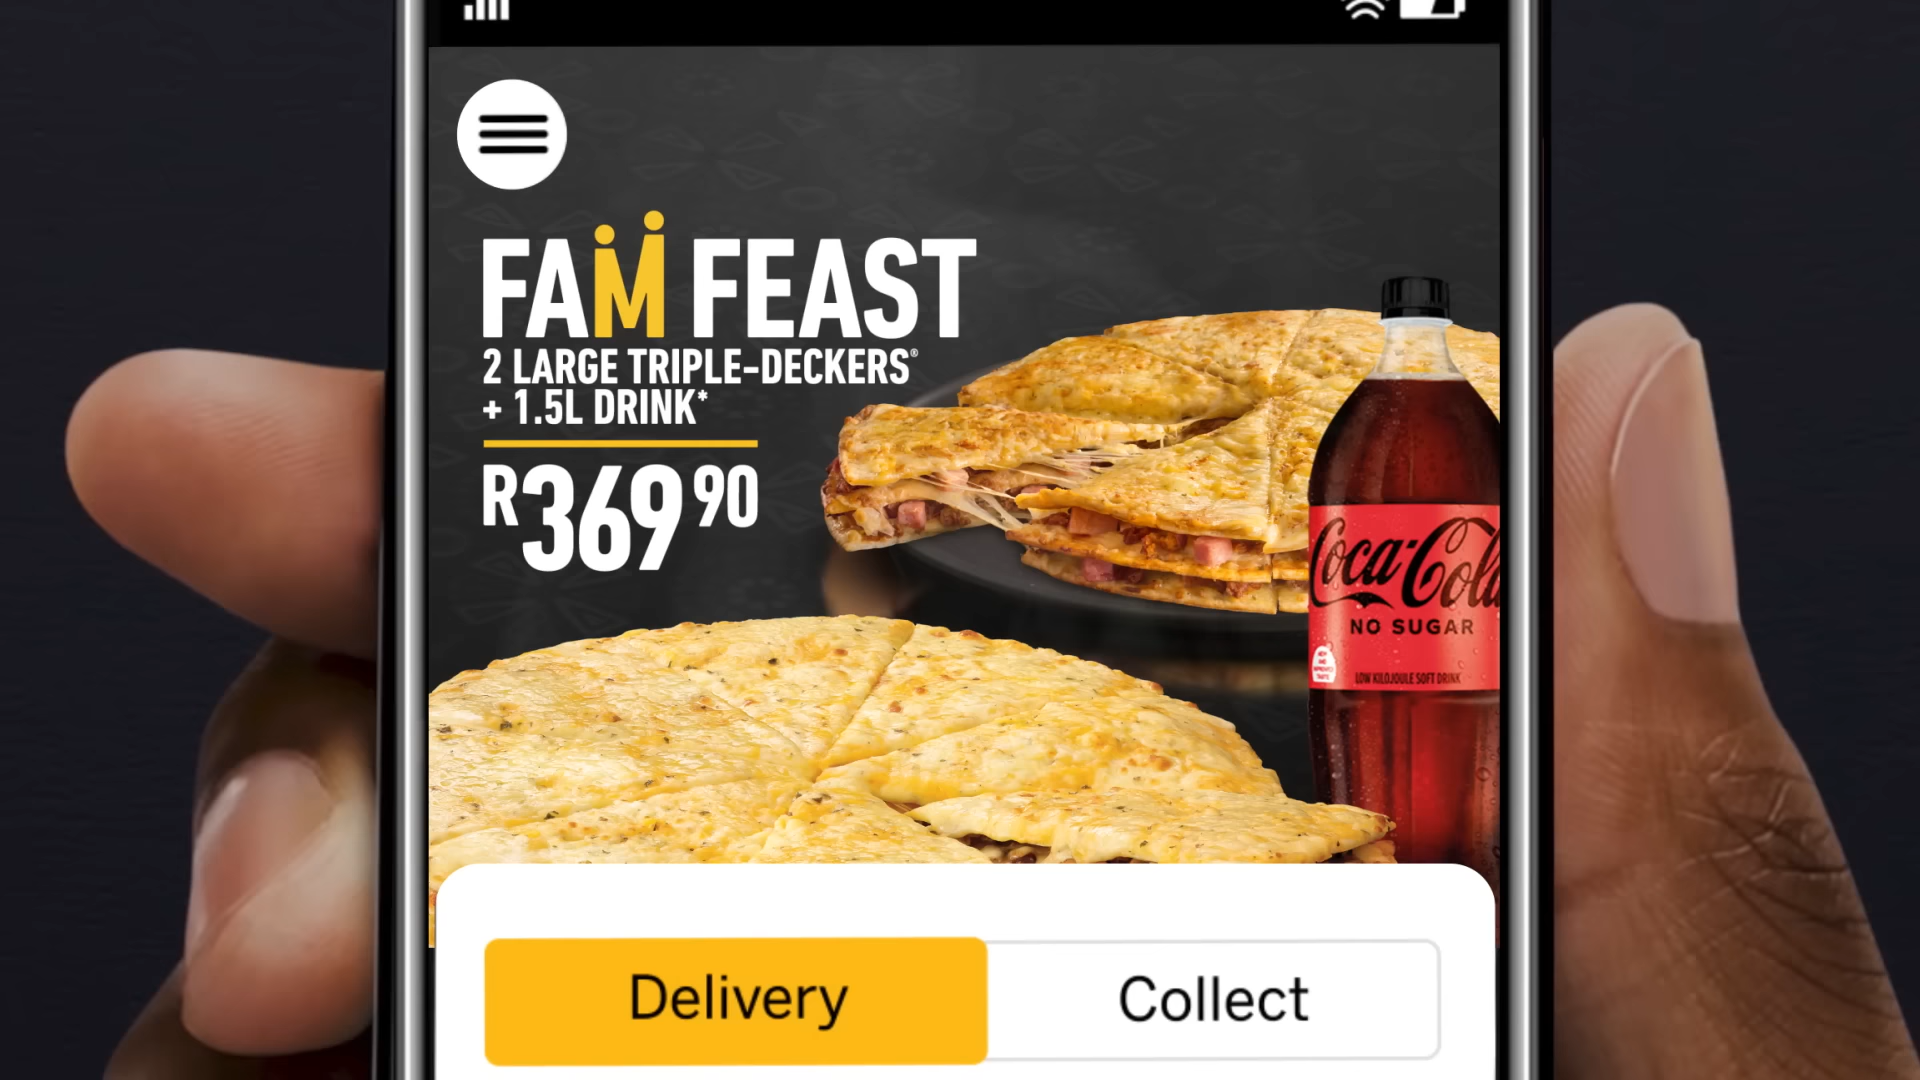 FAM FEAST
2 LARGE TRIPLE-DECKERS®
+ 1.5L DRINK*
R369 90
Coca-Cola
NO SUGAR
LOW KILOJOULE SOFT DRINK
Delivery
Collect